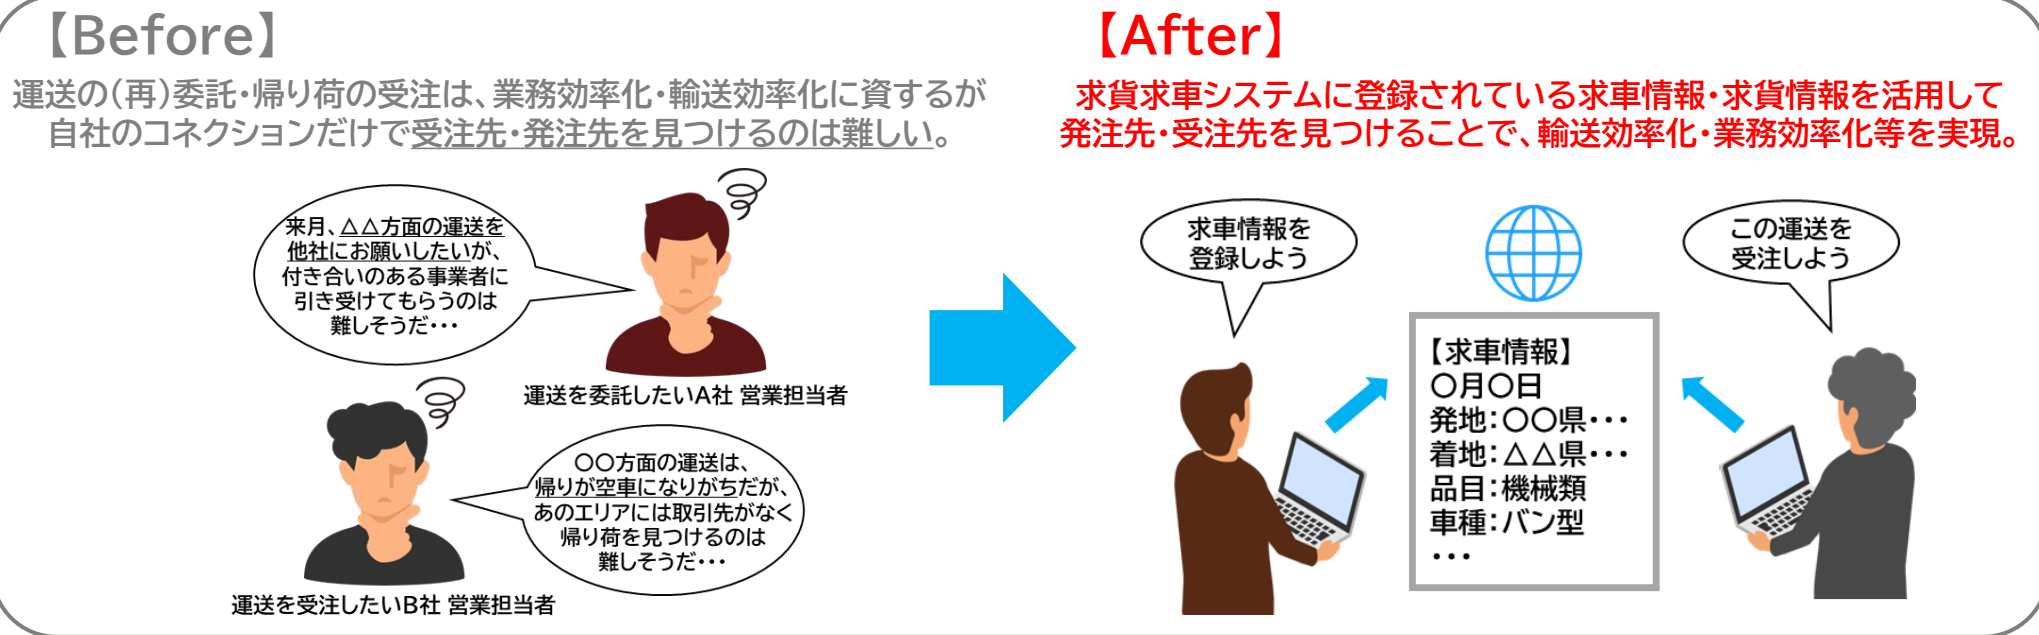 【Before】
運送の(再)委託・帰り荷の受注は、業務効率化・輸送効率化に資するが
自社のコネクションだけで受注先・発注先を見つけるのは難しい。
来月、△△方面の運送を
他社にお願いしたいが、
付き合いのある事業者に
引き受けてもらうのは
難しそうだ・・・
運送を委託したいA社 営業担当者
〇〇方面の運送は、
帰りが空車になりがちだが、
あのエリアには取引先がなく
帰り荷を見つけるのは
難しそうだ・・・
運送を受注したいB社 営業担当者
【After】
求貨求車システムに登録されている求車情報・求貨情報を活用して
発注先・受注先を見つけることで、輸送効率化・業務効率化等を実現。
求車情報を
登録しよう
この運送を
受注しよう
【求車情報】
〇月〇日
発地:〇〇県・・・
着地:△△県・・・
品目:機械類
車種:バン型
・・・